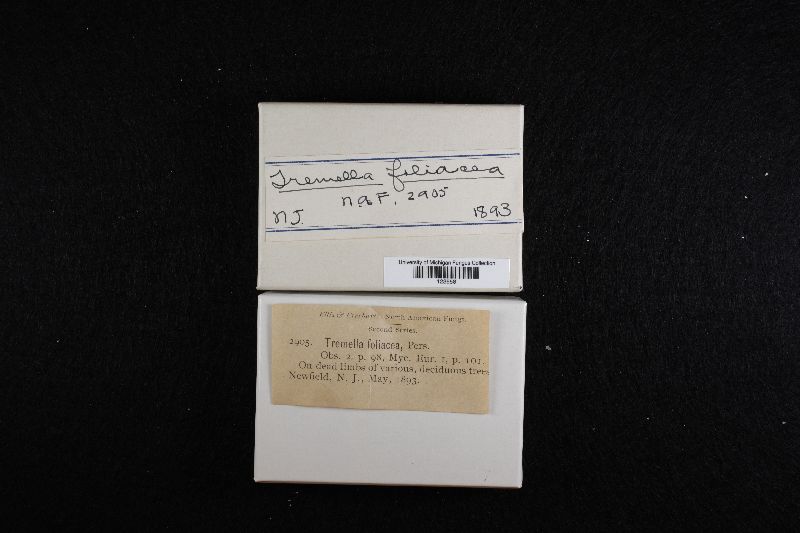 Tremella foliacea
N.A.F. 2905
NJ. 1893
University of Michigan Fungus Collection
Ellis & Everhart.—North American Fungi.
Second Series.
2905. Tremella foliacea, Pers.
Obs. 2. p. 98, Myc. Eur. 1, p. 101.
On dead limbs of various, deciduous trees
Newfield, N. J., May, 1893.